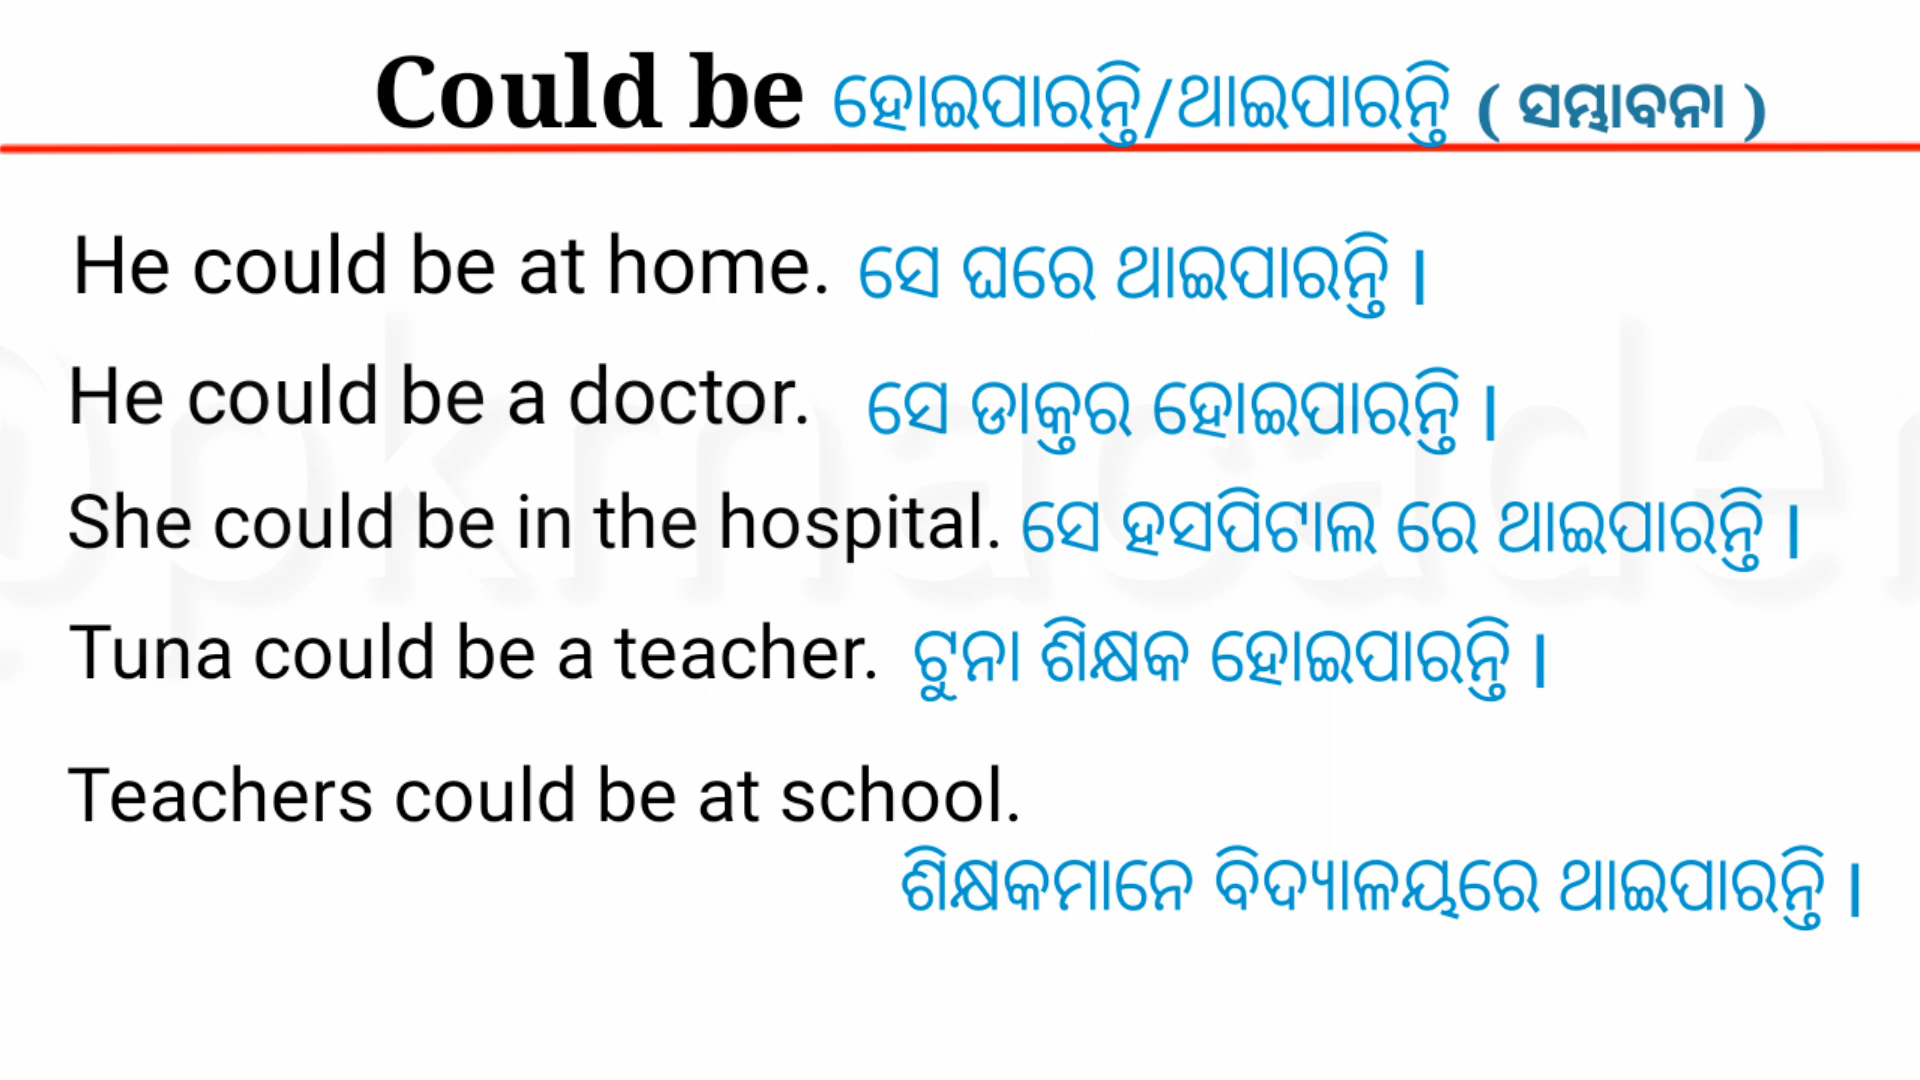 Could be ହୋଇପାରନ୍ତି/ଥାଇପାରନ୍ତି ( ସମ୍ଭାବନା )
He could be at home. ସେ ଘରେ ଥାଇପାରନ୍ତି |
He could be a doctor. ସେ ଡାକ୍ତର ହୋଇପାରନ୍ତି |
She could be in the hospital. ସେ ହସପିଟାଲ ରେ ଥାଇପାରନ୍ତି |
Tuna could be a teacher. ଟୁନା ଶିକ୍ଷକ ହୋଇପାରନ୍ତି |
Teachers could be at school.
ଶିକ୍ଷକମାନେ ବିଦ୍ୟାଳୟରେ ଥାଇପାରନ୍ତି |